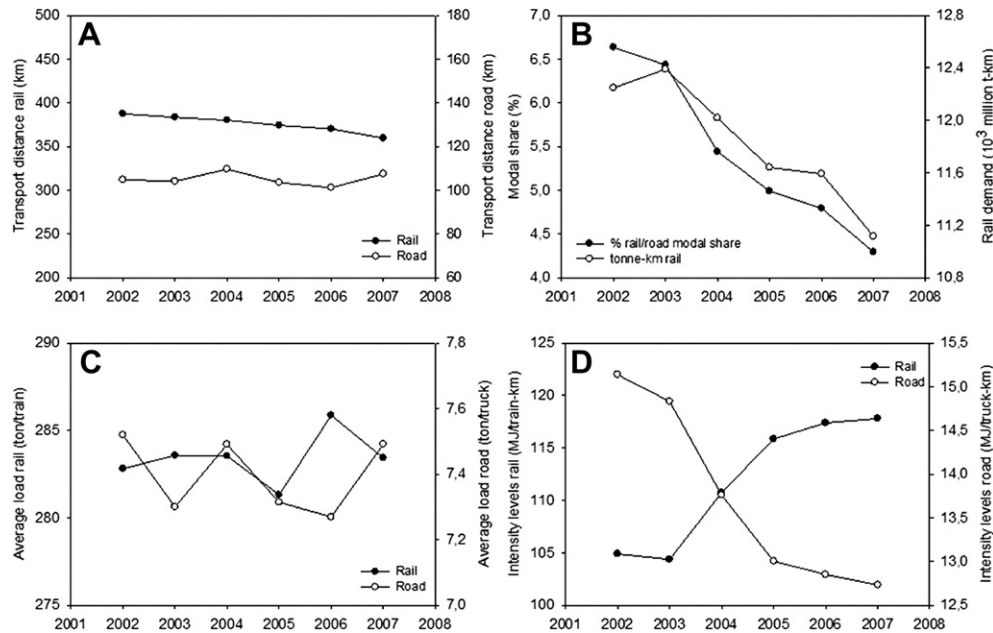 A
Transport distance rail (km)
500
450
400
350
300
250
200
Transport distance road (km)
180
160
140
120
100
80
60
Rail
Road
2001 2002 2003 2004 2005 2006 2007 2008
B
Modal share (%)
7,0
6,5
6,0
5,5
5,0
4,5
4,0
Rail demand (10³ million t-km)
12,8
12,4
12,0
11,6
11,2
10,8
% rail/road modal share
tonne-km rail
2001 2002 2003 2004 2005 2006 2007 2008
C
Average load rail (ton/train)
290
285
280
275
Average load road (ton/truck)
7,8
7,6
7,4
7,2
7,0
Rail
Road
2001 2002 2003 2004 2005 2006 2007 2008
D
Intensity levels rail (MJ/train-km)
125
120
115
110
105
100
Intensity levels road (MJ/truck-km)
15,5
15,0
14,5
14,0
13,5
13,0
12,5
Rail
Road
2001 2002 2003 2004 2005 2006 2007 2008